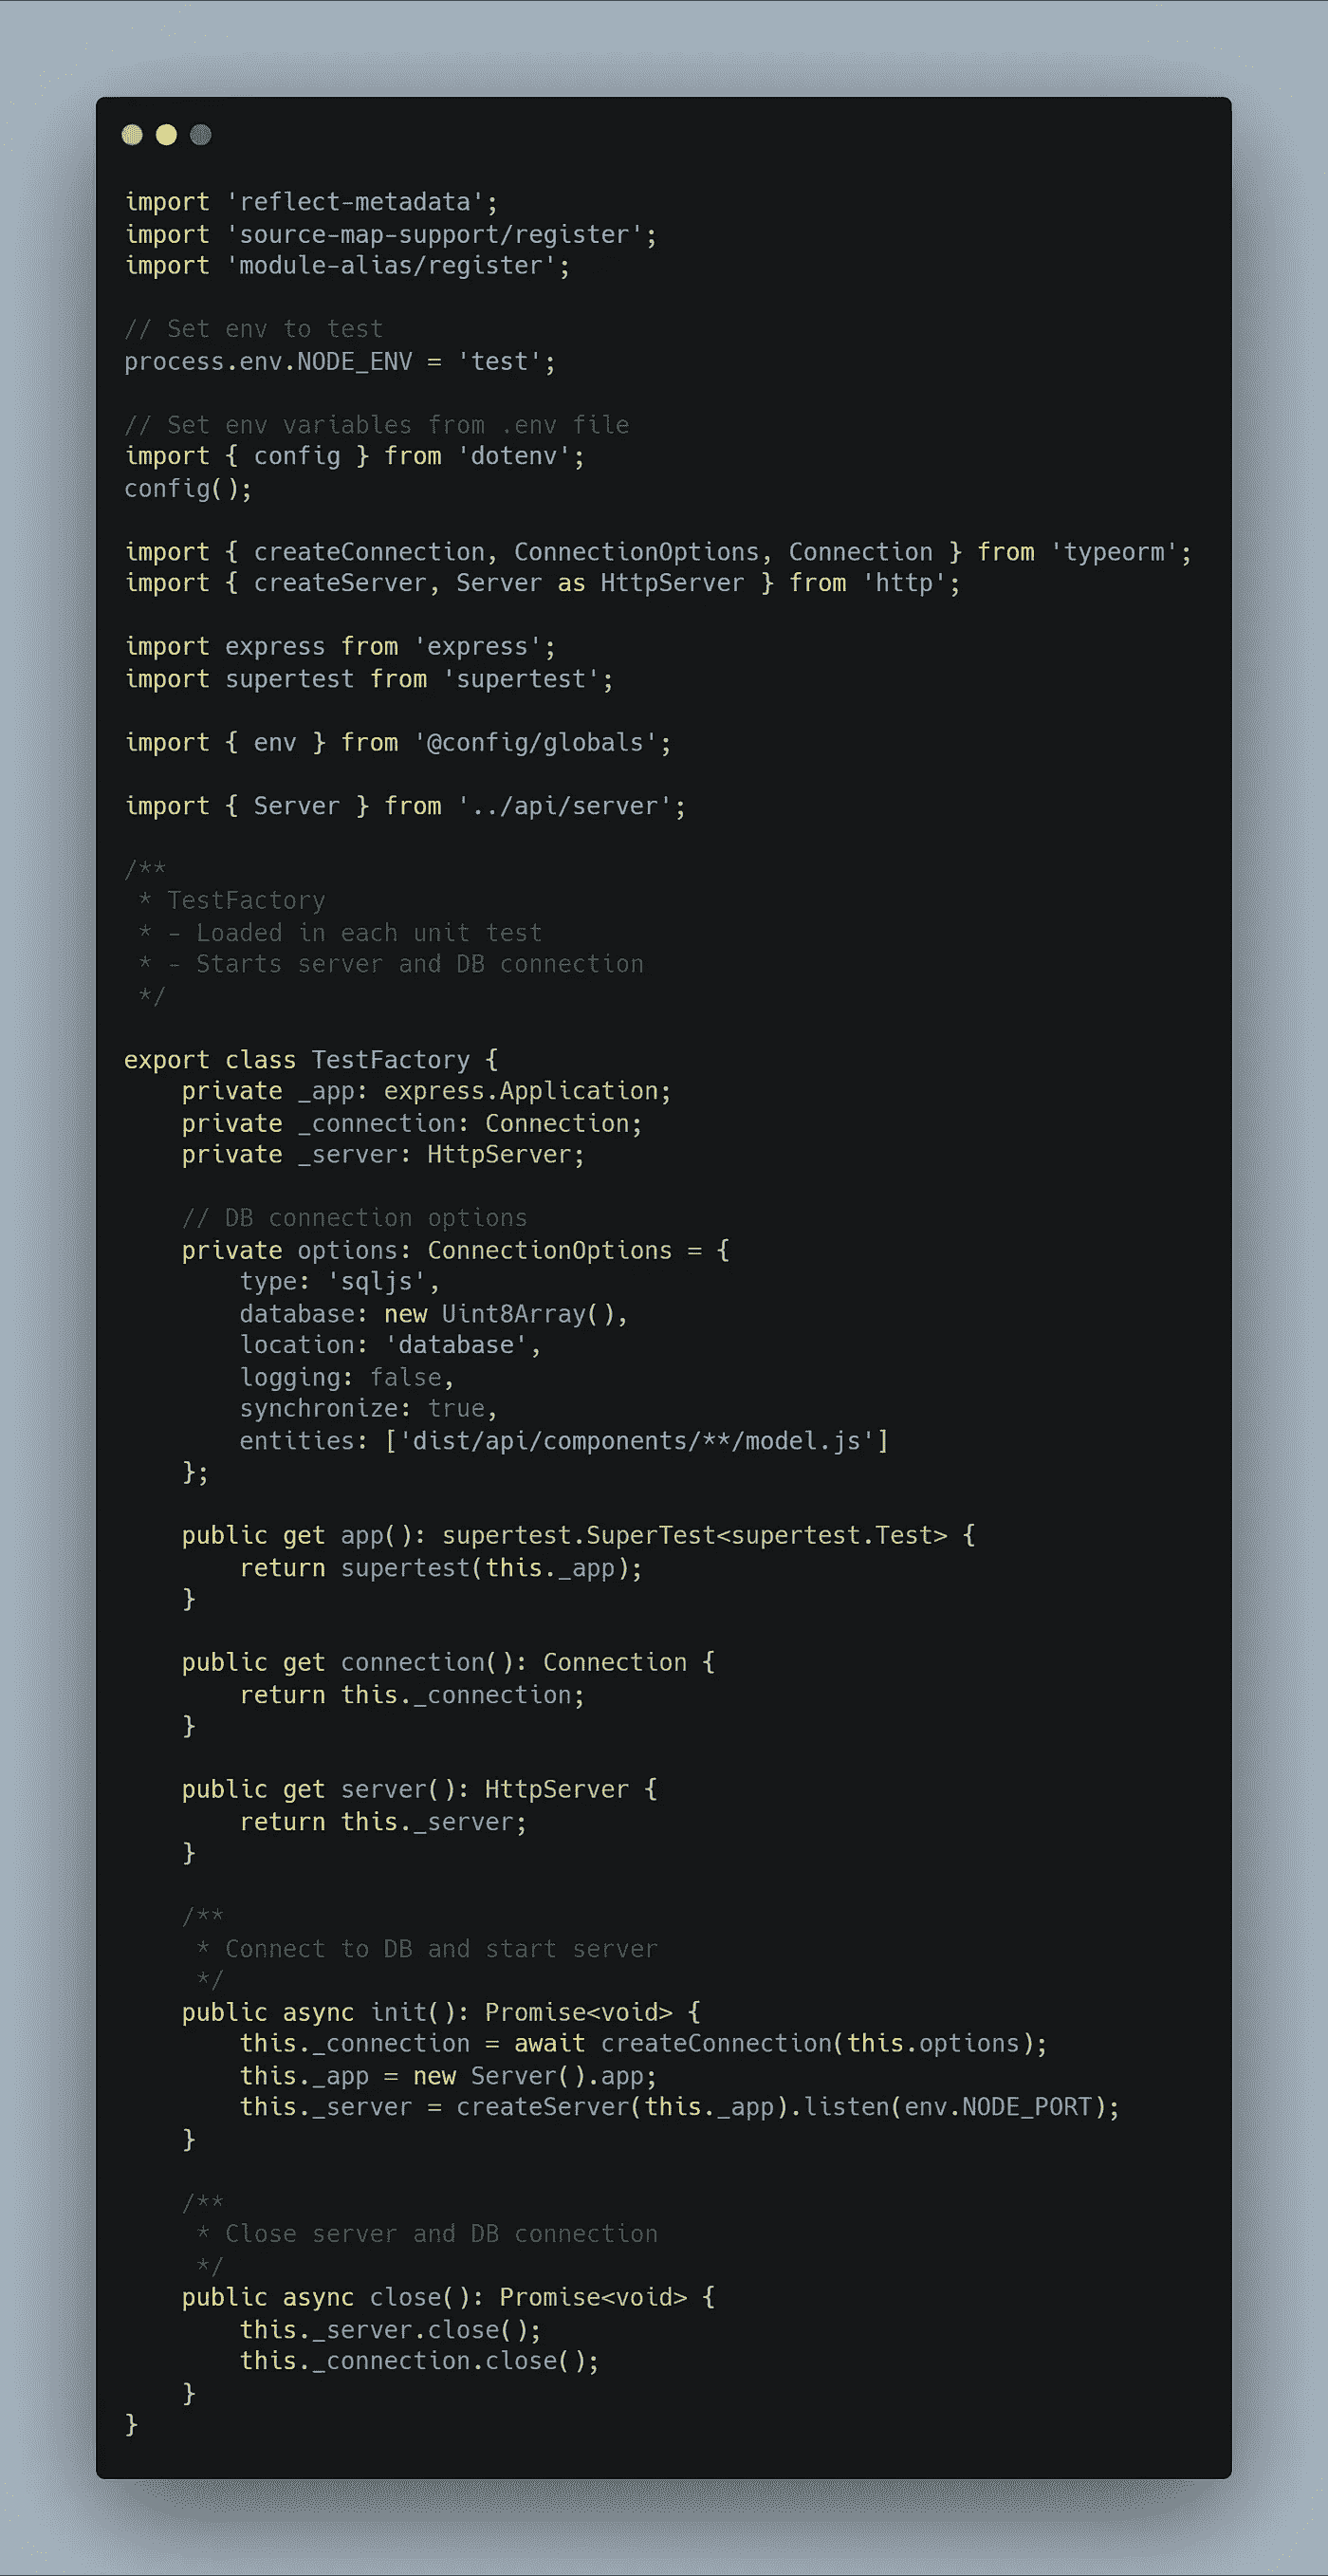 import 'reflect-metadata';
import 'source-map-support/register';
import 'module-alias/register';

// Set env to test
process.env.NODE_ENV = 'test';

// Set env variables from .env file
import { config } from 'dotenv';
config();

import { createConnection, ConnectionOptions, Connection } from 'typeorm';
import { createServer, Server as HttpServer } from 'http';

import express from 'express';
import supertest from 'supertest';

import { env } from '@config/globals';

import { Server } from '../api/server';

/**
 * TestFactory
 * - Loaded in each unit test
 * - Starts server and DB connection
 */

export class TestFactory {
    private _app: express.Application;
    private _connection: Connection;
    private _server: HttpServer;

    // DB connection options
    private options: ConnectionOptions = {
        type: 'sqljs',
        database: new Uint8Array(),
        location: 'database',
        logging: false,
        synchronize: true,
        entities: ['dist/api/components/**/model.js']
    };

    public get app(): supertest.SuperTest<supertest.Test> {
        return supertest(this._app);
    }

    public get connection(): Connection {
        return this._connection;
    }

    public get server(): HttpServer {
        return this._server;
    }

    /**
     * Connect to DB and start server
     */
    public async init(): Promise<void> {
        this._connection = await createConnection(this.options);
        this._app = new Server().app;
        this._server = createServer(this._app).listen(env.NODE_PORT);
    }

    /**
     * Close server and DB connection
     */
    public async close(): Promise<void> {
        this._server.close();
        this._connection.close();
    }
}